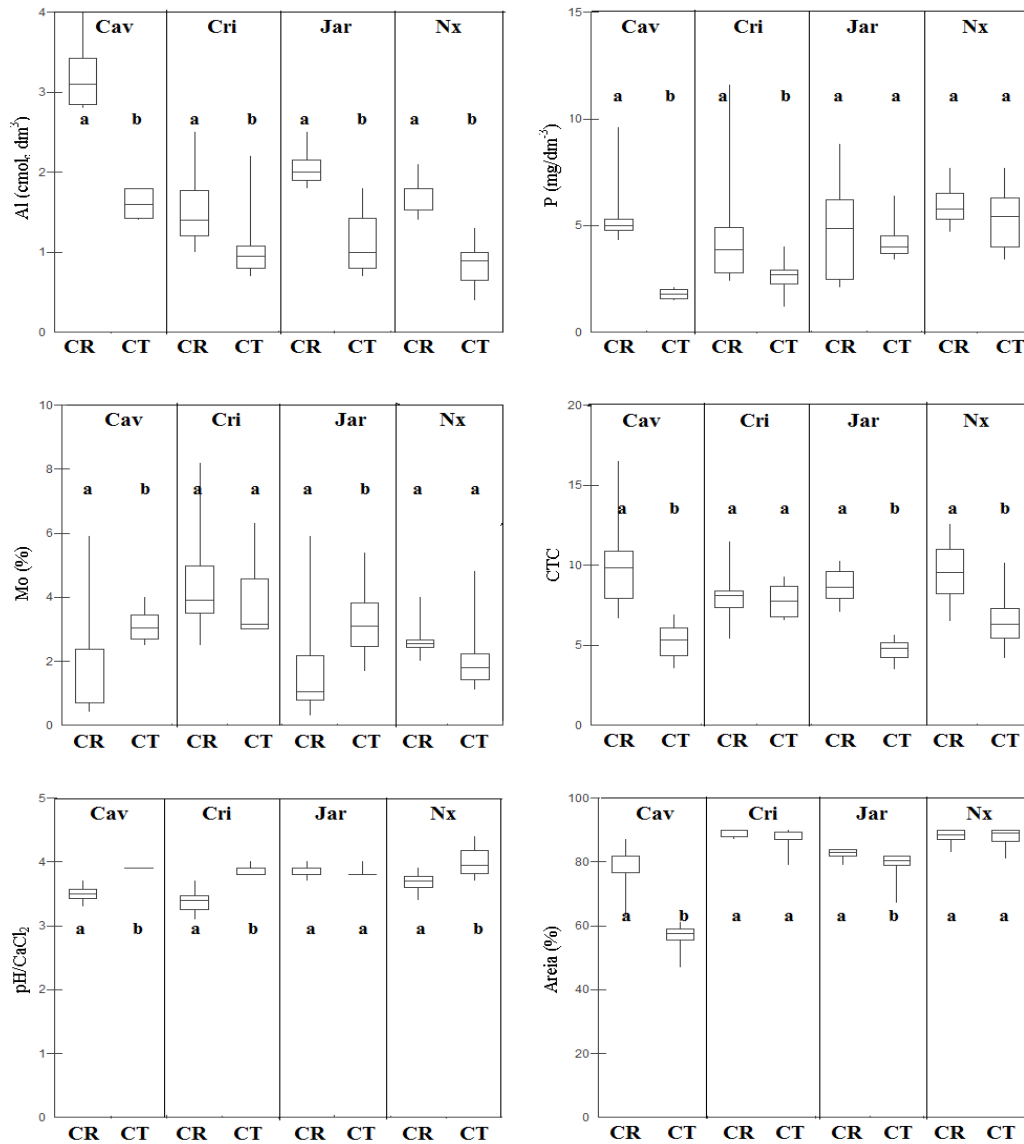 Cav Cri Jar Nx
4
3
2
1
0
Al (cmolc dm3)
a b a b a b a b
CR CT CR CT CR CT CR CT
Cav Cri Jar Nx
15
10
5
0
P (mg/dm-3)
a b a b a a a a
CR CT CR CT CR CT CR CT
Cav Cri Jar Nx
10
8
6
4
2
0
Mo (%)
a b a a a b a a
CR CT CR CT CR CT CR CT
Cav Cri Jar Nx
20
15
10
5
0
CTC
a b a a a b a b
CR CT CR CT CR CT CR CT
Cav Cri Jar Nx
5
4
3
2
1
0
pH/CaCl2
a b a b a a a b
CR CT CR CT CR CT CR CT
Cav Cri Jar Nx
100
80
60
40
20
0
Areia (%)
a b a a a b a a
CR CT CR CT CR CT CR CT